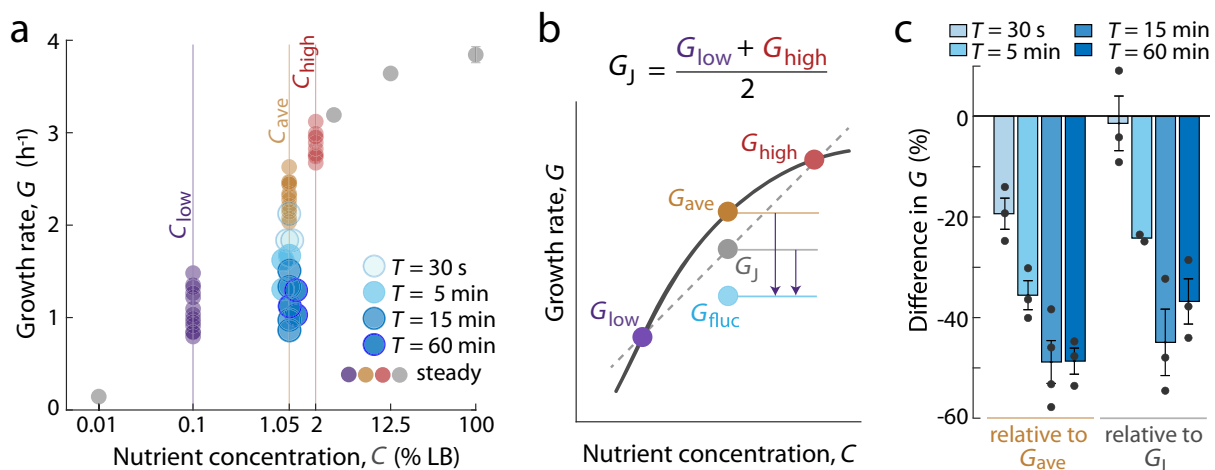 a
4
3
2
1
0
Growth rate, G (h⁻¹)
C_low
C_ave
C_high
T = 30 s
T = 5 min
T = 15 min
T = 60 min
steady
0.01 0.1 1.05 2 12.5 100
Nutrient concentration, C (% LB)
b
G_J = (G_low + G_high) / 2
Growth rate, G
G_high
G_ave
G_J
G_low
G_fluc
Nutrient concentration, C
c
T = 30 s T = 15 min
T = 5 min T = 60 min
0
-20
-40
-60
Difference in G (%)
relative to relative to
G_ave G_J